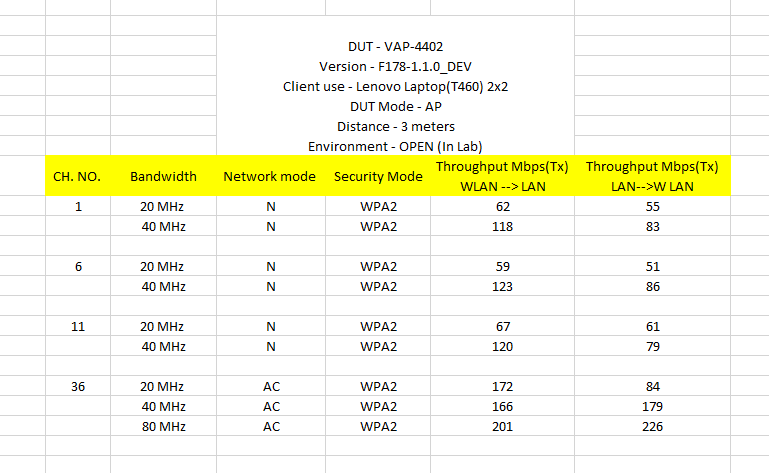 DUT - VAP-4402
Version - F178-1.1.0_DEV
Client use - Lenovo Laptop(T460) 2x2
DUT Mode - AP
Distance - 3 meters
Environment - OPEN (In Lab)
CH. NO. Bandwidth Network mode Security Mode Throughput Mbps(Tx) WLAN --> LAN Throughput Mbps(Tx) LAN-->W LAN
1 20 MHz N WPA2 62 55
40 MHz N WPA2 118 83
6 20 MHz N WPA2 59 51
40 MHz N WPA2 123 86
11 20 MHz N WPA2 67 61
40 MHz N WPA2 120 79
36 20 MHz AC WPA2 172 84
40 MHz AC WPA2 166 179
80 MHz AC WPA2 201 226